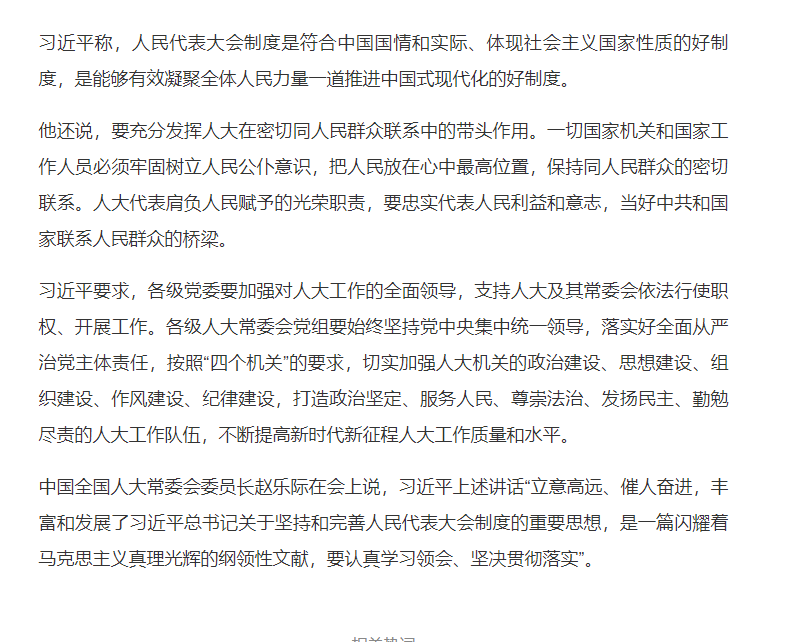 习近平称，人民代表大会制度是符合中国国情和实际、体现社会主义国家性质的好制
度，是能够有效凝聚全体人民力量一道推进中国式现代化的好制度。
他还说，要充分发挥人大在密切同人民群众联系中的带头作用。一切国家机关和国家工
作人员必须牢固树立人民公仆意识，把人民放在心中最高位置，保持同人民群众的密切
联系。人大代表肩负人民赋予的光荣职责，要忠实代表人民利益和意志，当好中共和国
家联系人民群众的桥梁。
习近平要求，各级党委要加强对人大工作的全面领导，支持人大及其常委会依法行使职
权、开展工作。各级人大常委会党组要始终坚持党中央集中统一领导，落实好全面从严
治党主体责任，按照“四个机关”的要求，切实加强人大机关的政治建设、思想建设、组
织建设、作风建设、纪律建设，打造政治坚定、服务人民、尊崇法治、发扬民主、勤勉
尽责的人大工作队伍，不断提高新时代新征程人大工作质量和水平。
中国全国人大常委会委员长赵乐际在会上说，习近平上述讲话“立意高远、催人奋进，丰
富和发展了习近平总书记关于坚持和完善人民代表大会制度的重要思想，是一篇闪耀着
马克思主义真理光辉的纲领性文献，要认真学习领会、坚决贯彻落实”。